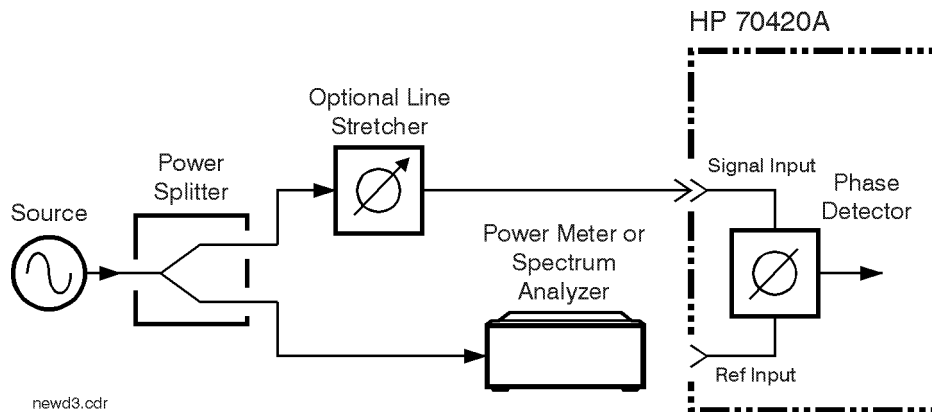 HP 70420A
Optional Line
Stretcher
Power
Splitter
Source
Signal Input
Phase
Detector
Power Meter or
Spectrum
Analyzer
Ref Input
newd3.cdr